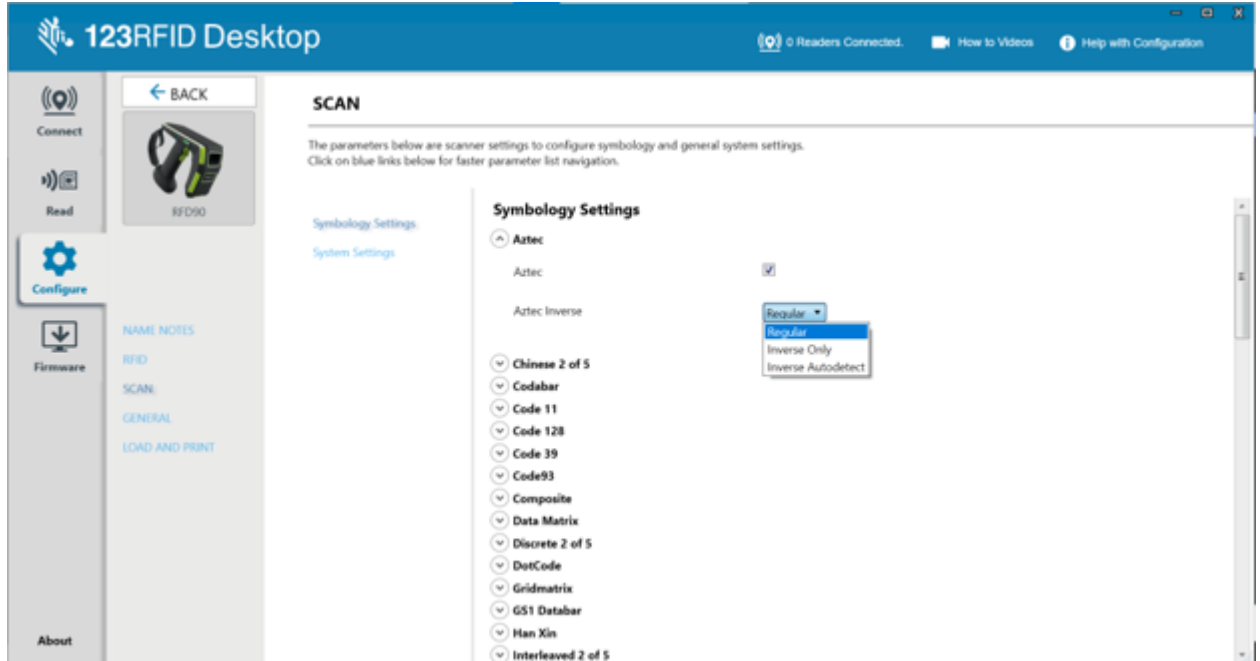 123RFID Desktop
0 Readers Connected.
How to Videos
Help with Configuration
Connect
Read
Configure
Firmware
About
BACK
RFD90
NAME NOTES
RFID
SCAN
GENERAL
LOAD AND PRINT
SCAN
The parameters below are scanner settings to configure symbology and general system settings.
Click on blue links below for faster parameter list navigation.
Symbology Settings
System Settings
Symbology Settings
Aztec
Aztec
Aztec Inverse
Regular
Regular
Inverse Only
Inverse Autodetect
Chinese 2 of 5
Codabar
Code 11
Code 128
Code 39
Code93
Composite
Data Matrix
Discrete 2 of 5
DotCode
Gridmatrix
GS1 Databar
Han Xin
Interleaved 2 of 5